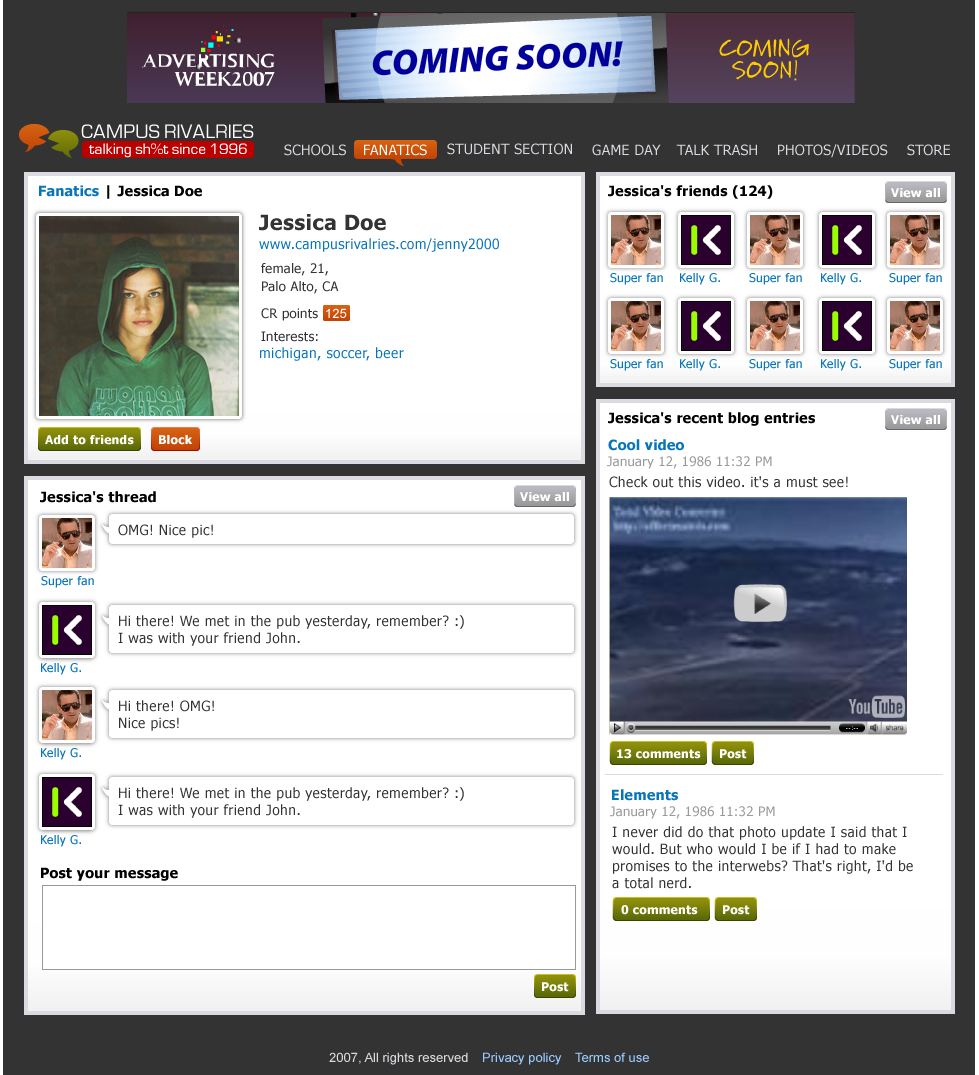 ADVERTISING
WEEK2007
COMING SOON!
COMING
SOON!
CAMPUS RIVALRIES
talking sh%t since 1996
SCHOOLS FANATICS STUDENT SECTION GAME DAY TALK TRASH PHOTOS/VIDEOS STORE
Fanatics | Jessica Doe
Jessica Doe
www.campusrivalries.com/jenny2000
female, 21,
Palo Alto, CA
CR points 125
Interests:
michigan, soccer, beer
woman
football
Add to friends Block
Jessica's thread View all
OMG! Nice pic!
Super fan
Hi there! We met in the pub yesterday, remember? :)
I was with your friend John.
Kelly G.
Hi there! OMG!
Nice pics!
Kelly G.
Hi there! We met in the pub yesterday, remember? :)
I was with your friend John.
Kelly G.
Post your message
Post
Jessica's friends (124) View all
Super fan Kelly G. Super fan Kelly G. Super fan
Super fan Kelly G. Super fan Kelly G. Super fan
Jessica's recent blog entries View all
Cool video
January 12, 1986 11:32 PM
Check out this video. it's a must see!
Total Video Converter
YouTube
share
13 comments Post
Elements
January 12, 1986 11:32 PM
I never did do that photo update I said that I
would. But who would I be if I had to make
promises to the interwebs? That's right, I'd be
a total nerd.
0 comments Post
2007, All rights reserved Privacy policy Terms of use